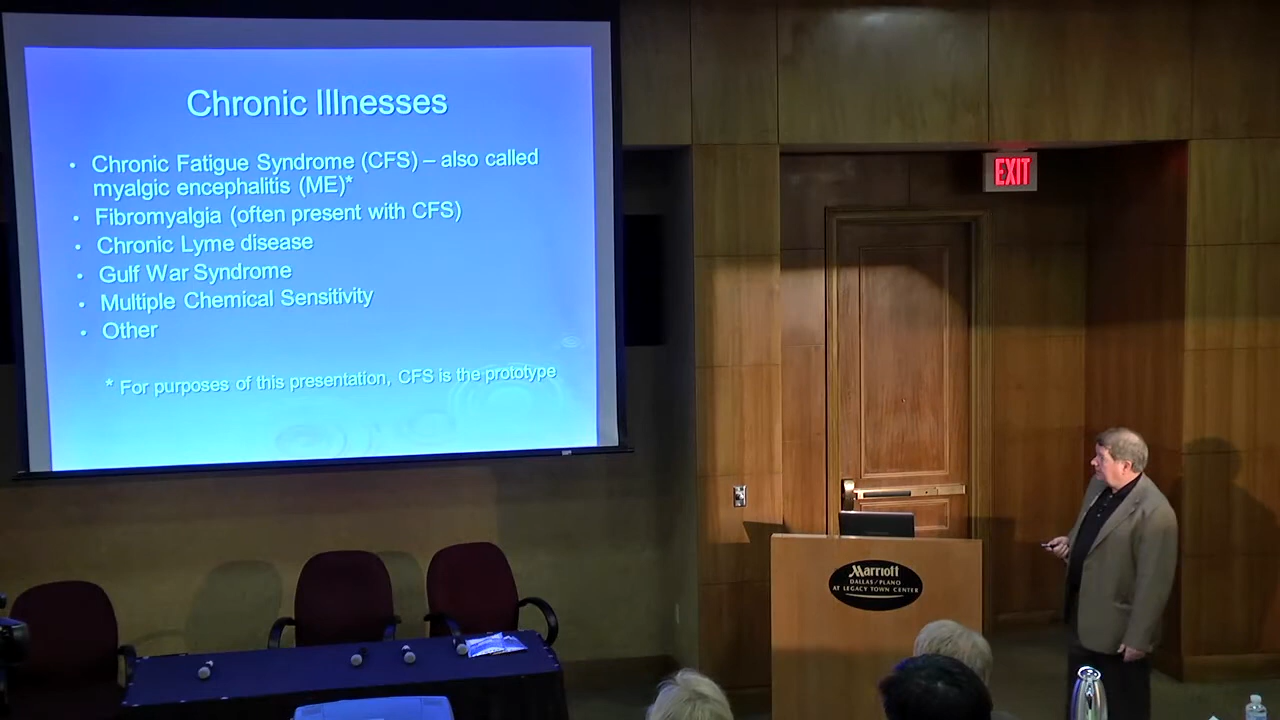 Chronic Illnesses
• Chronic Fatigue Syndrome (CFS) – also called
myalgic encephalitis (ME)*
• Fibromyalgia (often present with CFS)
• Chronic Lyme disease
• Gulf War Syndrome
• Multiple Chemical Sensitivity
• Other
* For purposes of this presentation, CFS is the prototype
EXIT
Marriott
DALLAS/PLANO
AT LEGACY TOWN CENTER